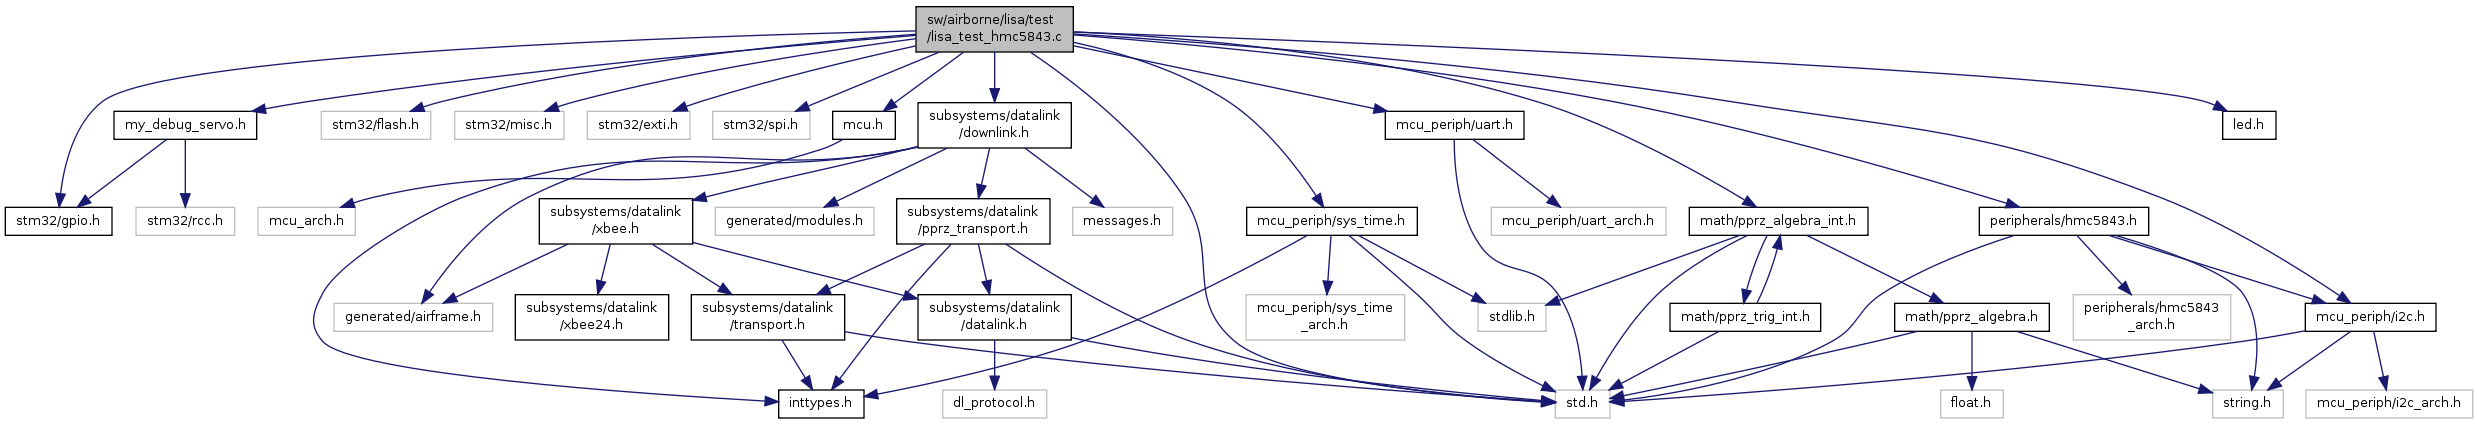 sw/airborne/lisa/test
/lisa_test_hmc5843.c
my_debug_servo.h
stm32/flash.h
stm32/misc.h
stm32/exti.h
stm32/spi.h
mcu.h
subsystems/datalink
/downlink.h
mcu_periph/uart.h
led.h
stm32/gpio.h
stm32/rcc.h
mcu_arch.h
subsystems/datalink
/xbee.h
generated/modules.h
subsystems/datalink
/pprz_transport.h
messages.h
mcu_periph/sys_time.h
mcu_periph/uart_arch.h
math/pprz_algebra_int.h
peripherals/hmc5843.h
generated/airframe.h
subsystems/datalink
/xbee24.h
subsystems/datalink
/transport.h
subsystems/datalink
/datalink.h
mcu_periph/sys_time
_arch.h
stdlib.h
math/pprz_trig_int.h
math/pprz_algebra.h
peripherals/hmc5843
_arch.h
mcu_periph/i2c.h
inttypes.h
dl_protocol.h
std.h
float.h
string.h
mcu_periph/i2c_arch.h